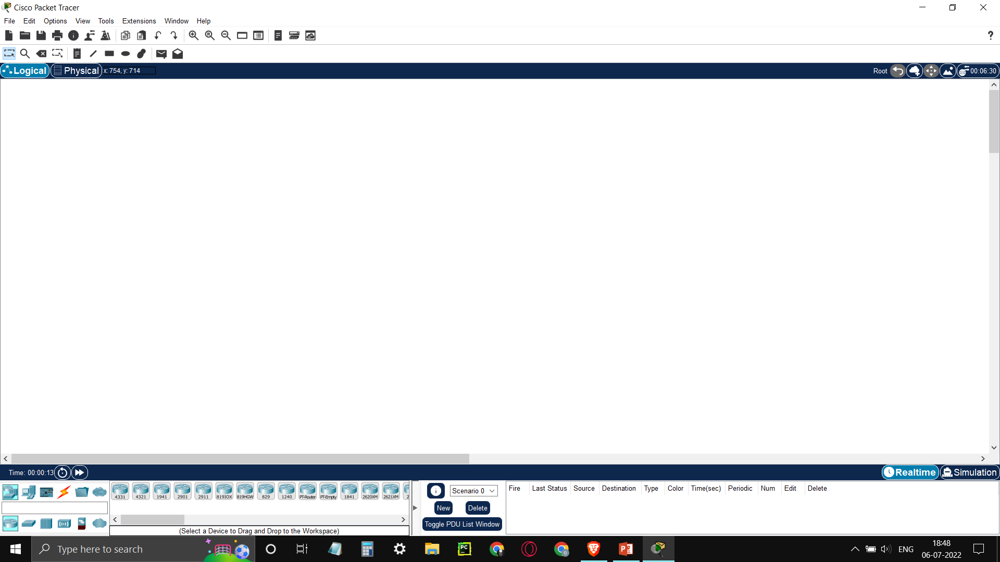 Cisco Packet Tracer
File Edit Options View Tools Extensions Window Help
?
Logical Physical x: 754, y: 714 Root 00:06:30
Time: 00:00:13 Realtime Simulation
4331 4321 1941 2901 2911 819IOX 819HGW 829 1240 PT-Router PT-Empty 1841 2620XM 2621XM 2
Scenario 0
New Delete
Toggle PDU List Window
Fire Last Status Source Destination Type Color Time(sec) Periodic Num Edit Delete
(Select a Device to Drag and Drop to the Workspace)
Type here to search
PC
G
P
ENG
18:48
06-07-2022